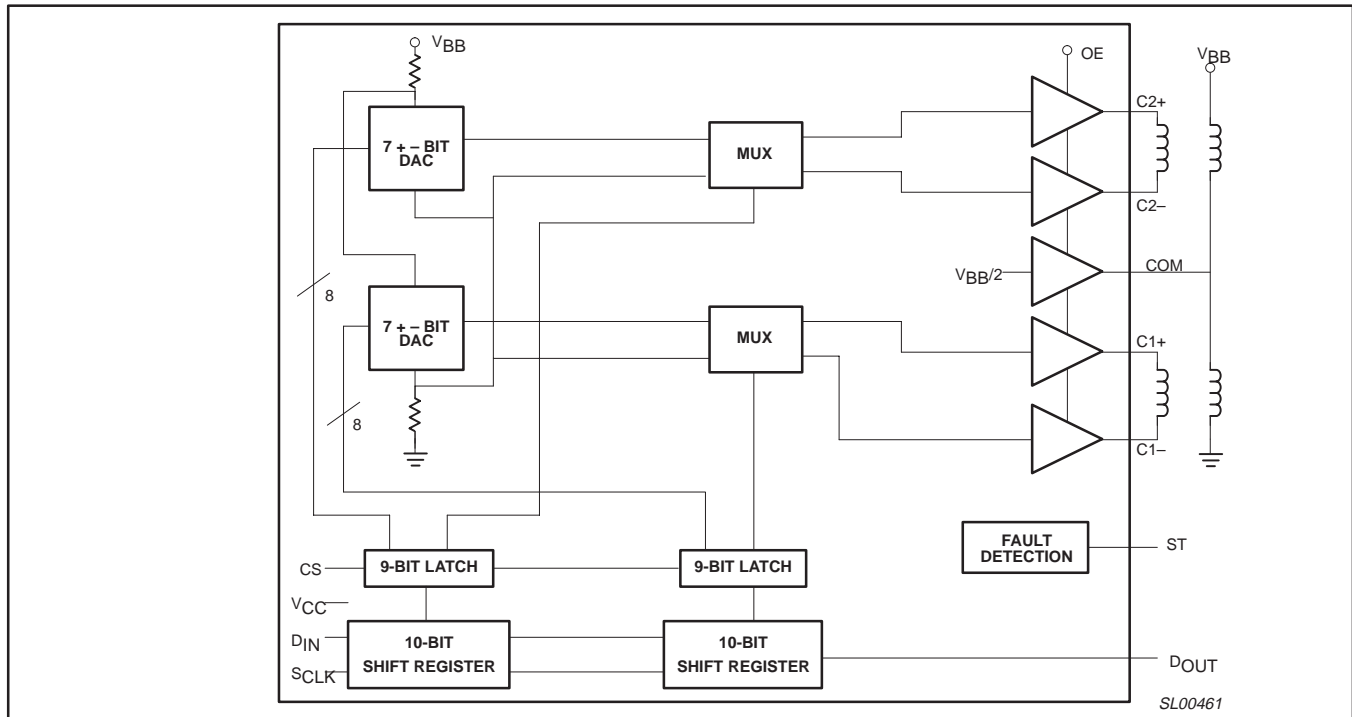 VBB
OE
VBB
C2+
7 + – BIT
DAC
MUX
C2–
8
VBB/2
COM
7 + – BIT
DAC
MUX
C1+
8
C1–
FAULT
DETECTION
ST
CS
9-BIT LATCH
9-BIT LATCH
VCC
DIN
10-BIT
SHIFT REGISTER
10-BIT
SHIFT REGISTER
SCLK
DOUT
SL00461